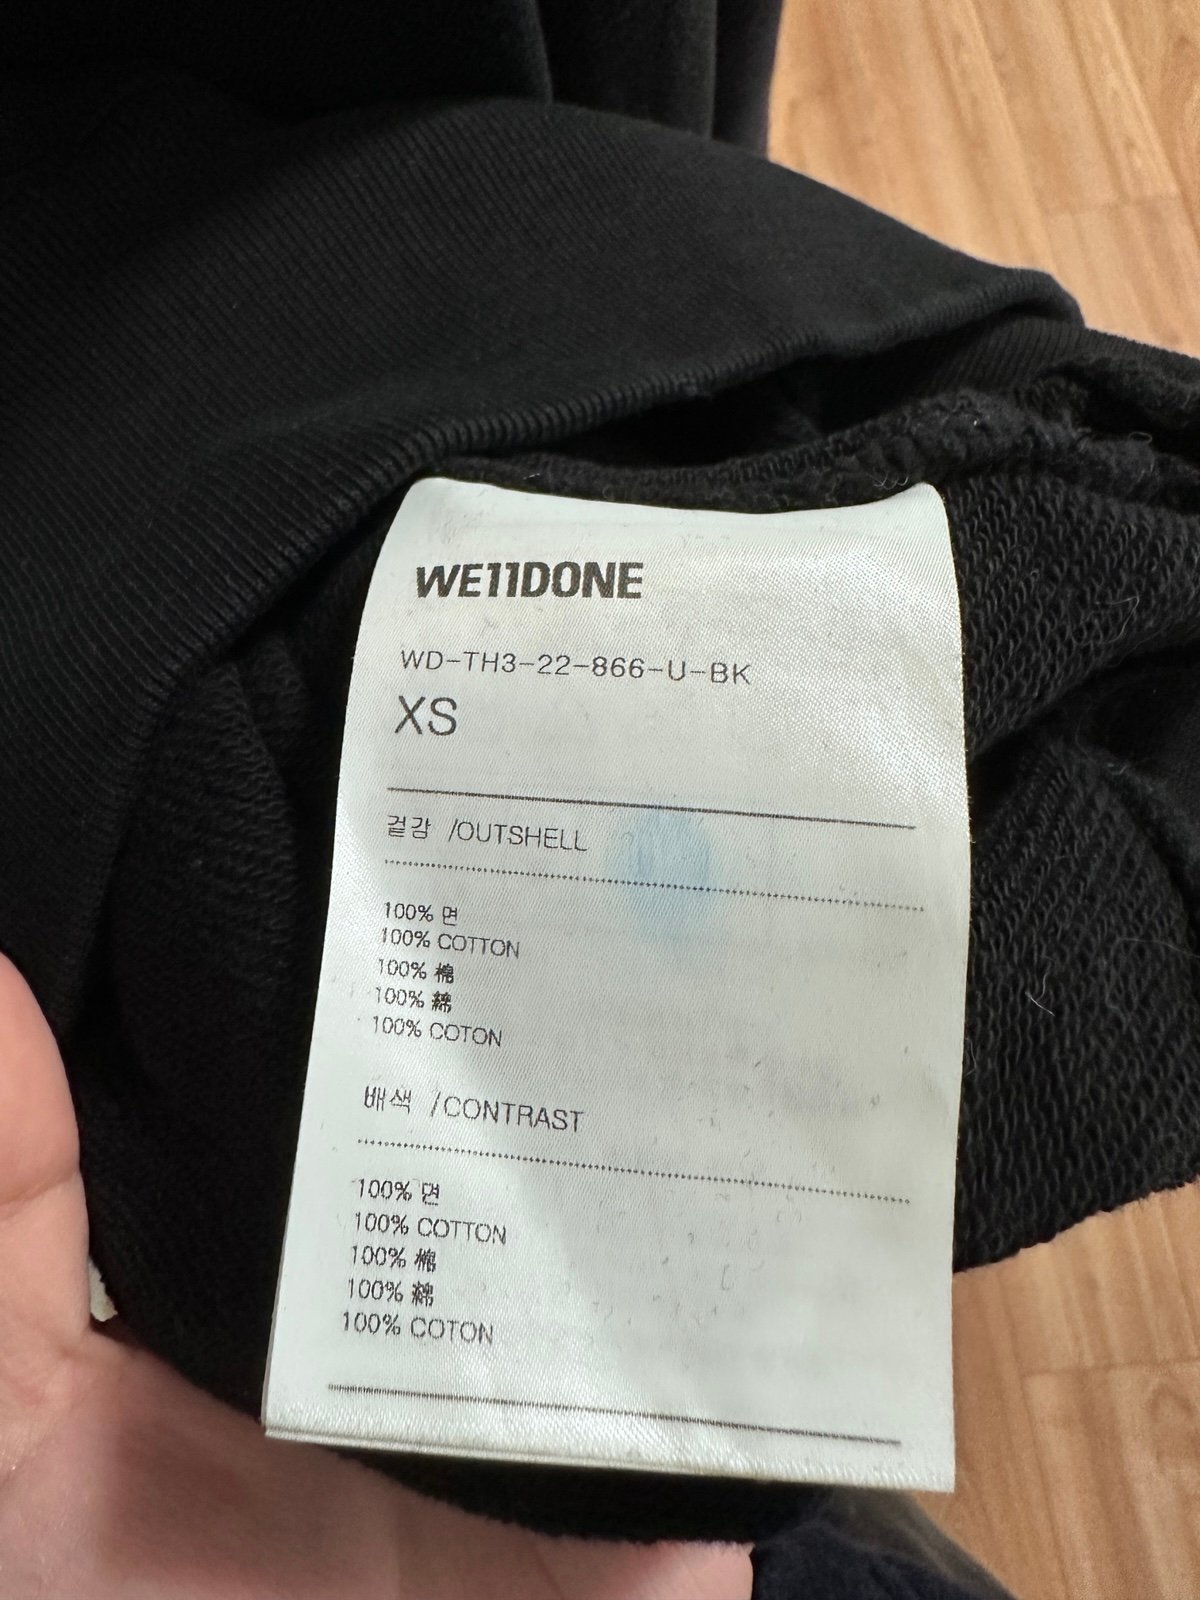 WE11DONE
WD-TH3-22-866-U-BK
XS
겉감 /OUTSHELL
100% 면
100% COTTON
100% 棉
100% 綿
100% COTON
배색 /CONTRAST
100% 면
100% COTTON
100% 棉
100% 綿
100% COTON